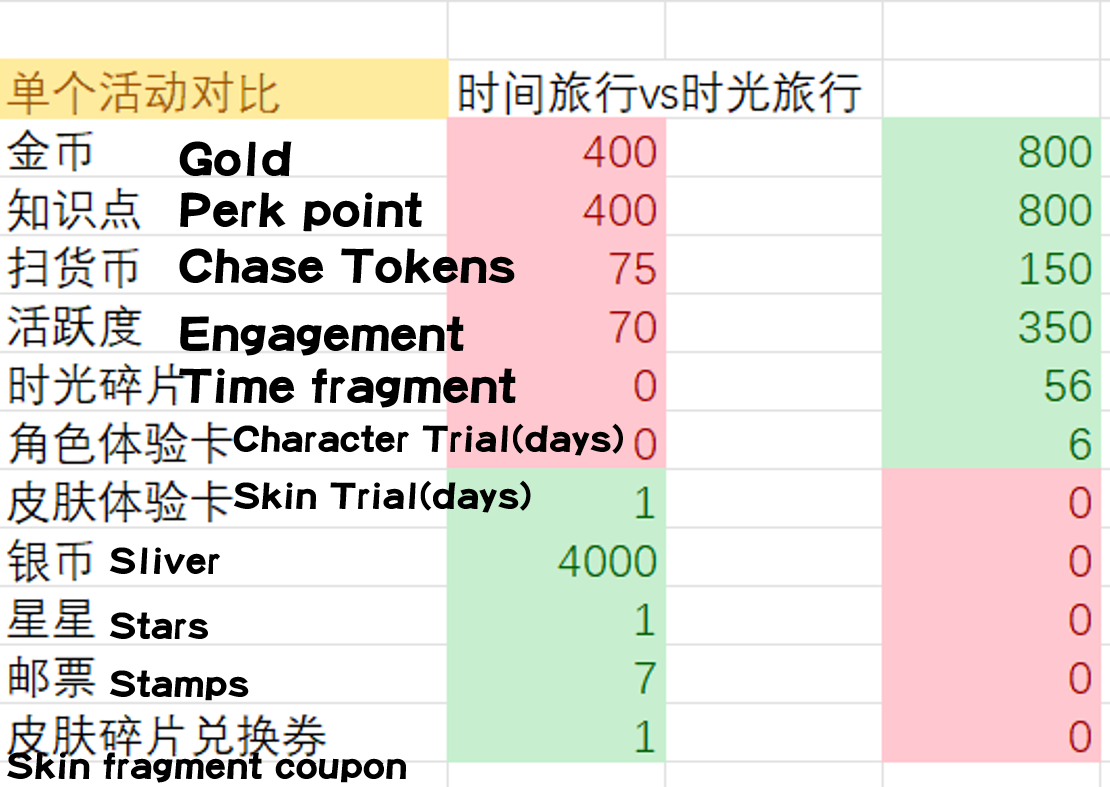 单个活动对比 时间旅行vs时光旅行
金币 Gold 400 800
知识点 Perk point 400 800
扫货币 Chase Tokens 75 150
活跃度 Engagement 70 350
时光碎片 Time fragment 0 56
角色体验卡 Character Trial(days) 0 6
皮肤体验卡 Skin Trial(days) 1 0
银币 Sliver 4000 0
星星 Stars 1 0
邮票 Stamps 7 0
皮肤碎片兑换券 1 0
Skin fragment coupon